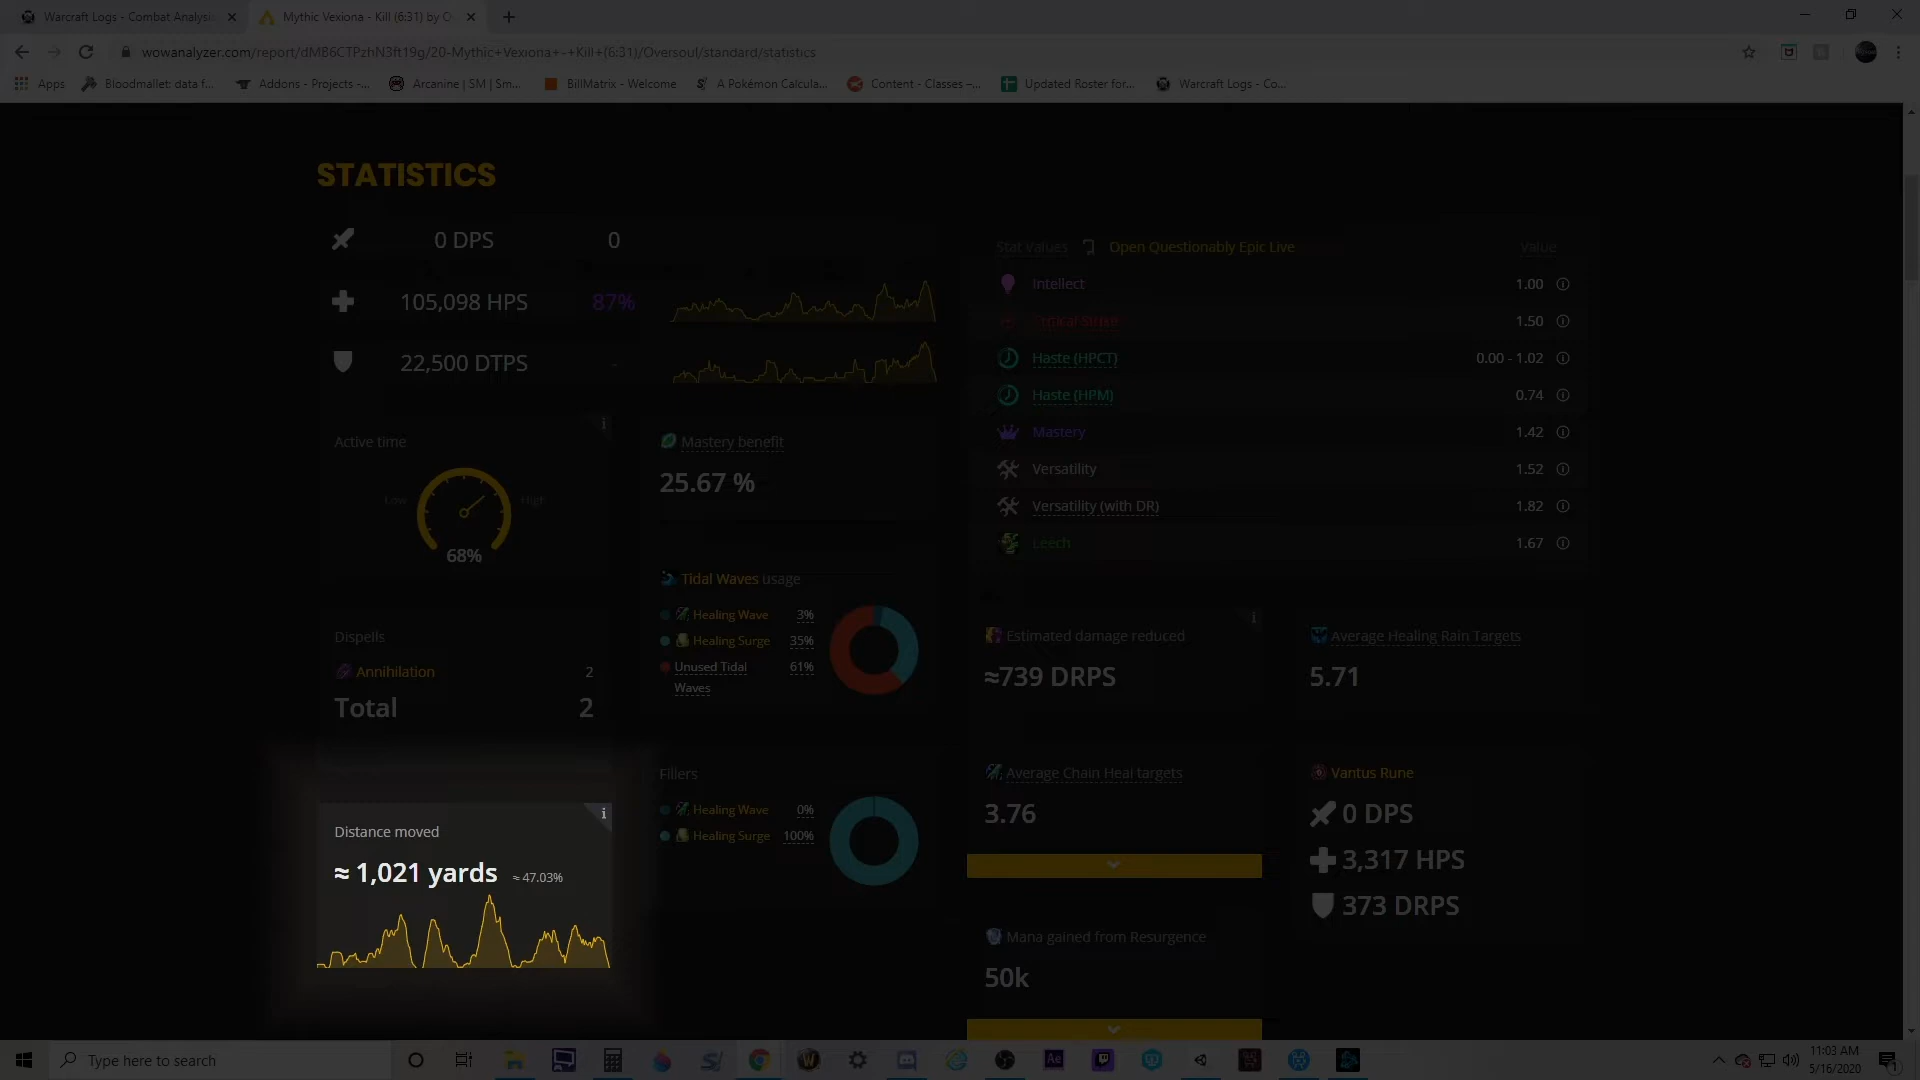 Warcraft Logs - Combat Analysis
Mythic Vexiona - Kill (6:31) by O
wowanalyzer.com/report/dMB6CTPzhN3ft19g/20-Mythic+Vexiona+-+Kill+(6:31)/Oversoul/standard/statistics
Apps
Bloodmallet: data f...
Addons - Projects -...
Arcanine | SM | Sm...
BillMatrix - Welcome
A Pokémon Calcula...
Content - Classes –...
Updated Roster for...
Warcraft Logs - Co...
STATISTICS
0 DPS 0
105,098 HPS 87%
22,500 DTPS -
Stat Values Open Questionably Epic Live Value
Intellect 1.00
Critical Strike 1.50
Haste (HPCT) 0.00 - 1.02
Haste (HPM) 0.74
Mastery 1.42
Versatility 1.52
Versatility (with DR) 1.82
Leech 1.67
Active time
Low High
68%
Mastery benefit
25.67 %
Tidal Waves usage
Healing Wave 3%
Healing Surge 35%
Unused Tidal 61%
Waves
Dispells
Annihilation 2
Total 2
Estimated damage reduced
≈739 DRPS
Average Healing Rain Targets
5.71
Distance moved
≈ 1,021 yards ≈ 47.03%
Fillers
Healing Wave 0%
Healing Surge 100%
Average Chain Heal targets
3.76
Vantus Rune
0 DPS
3,317 HPS
373 DRPS
Mana gained from Resurgence
50k
Type here to search
11:03 AM
5/16/2020